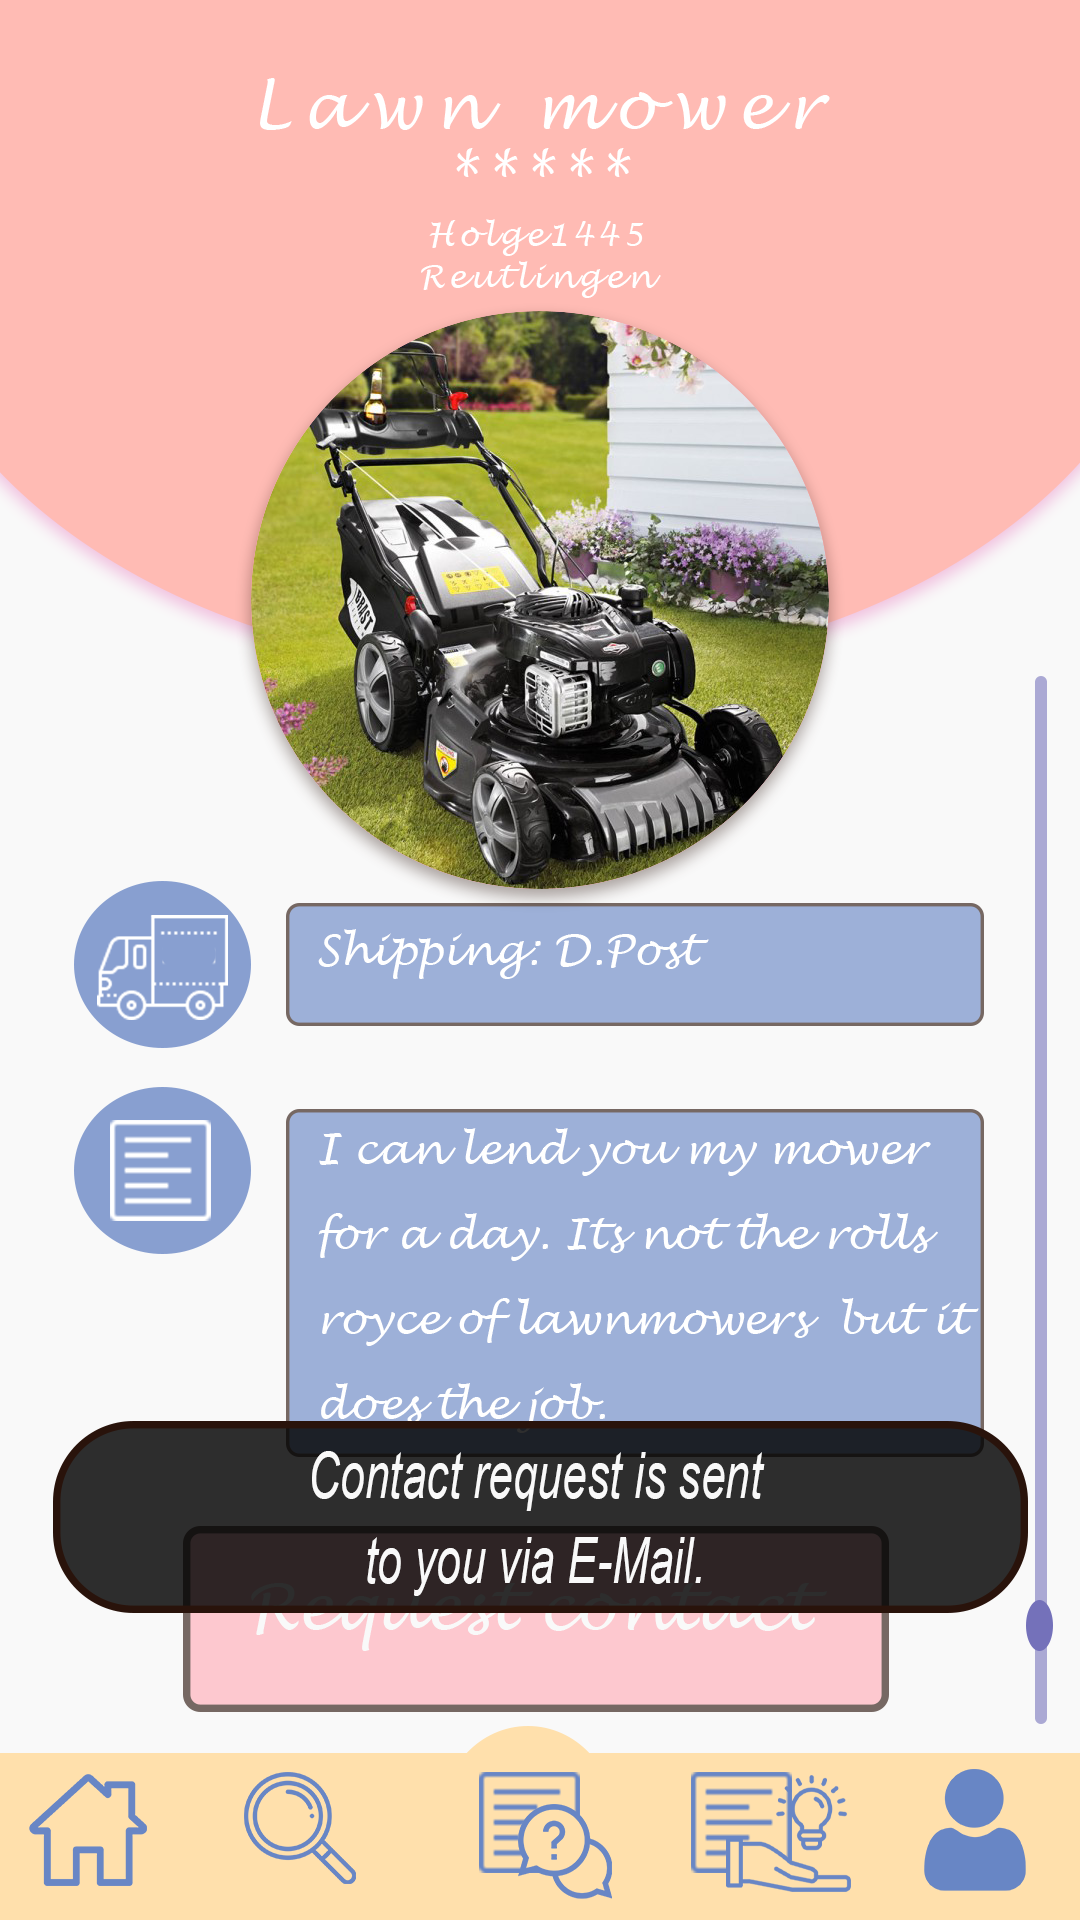 Lawn mower
*****
Holge1445
Reutlingen
BRAST
Shipping: D.Post
I can lend you my mower
for a day. Its not the rolls
royce of lawnmowers  but it
does the job.
Contact request is sent
to you via E-Mail.
Request contact
?